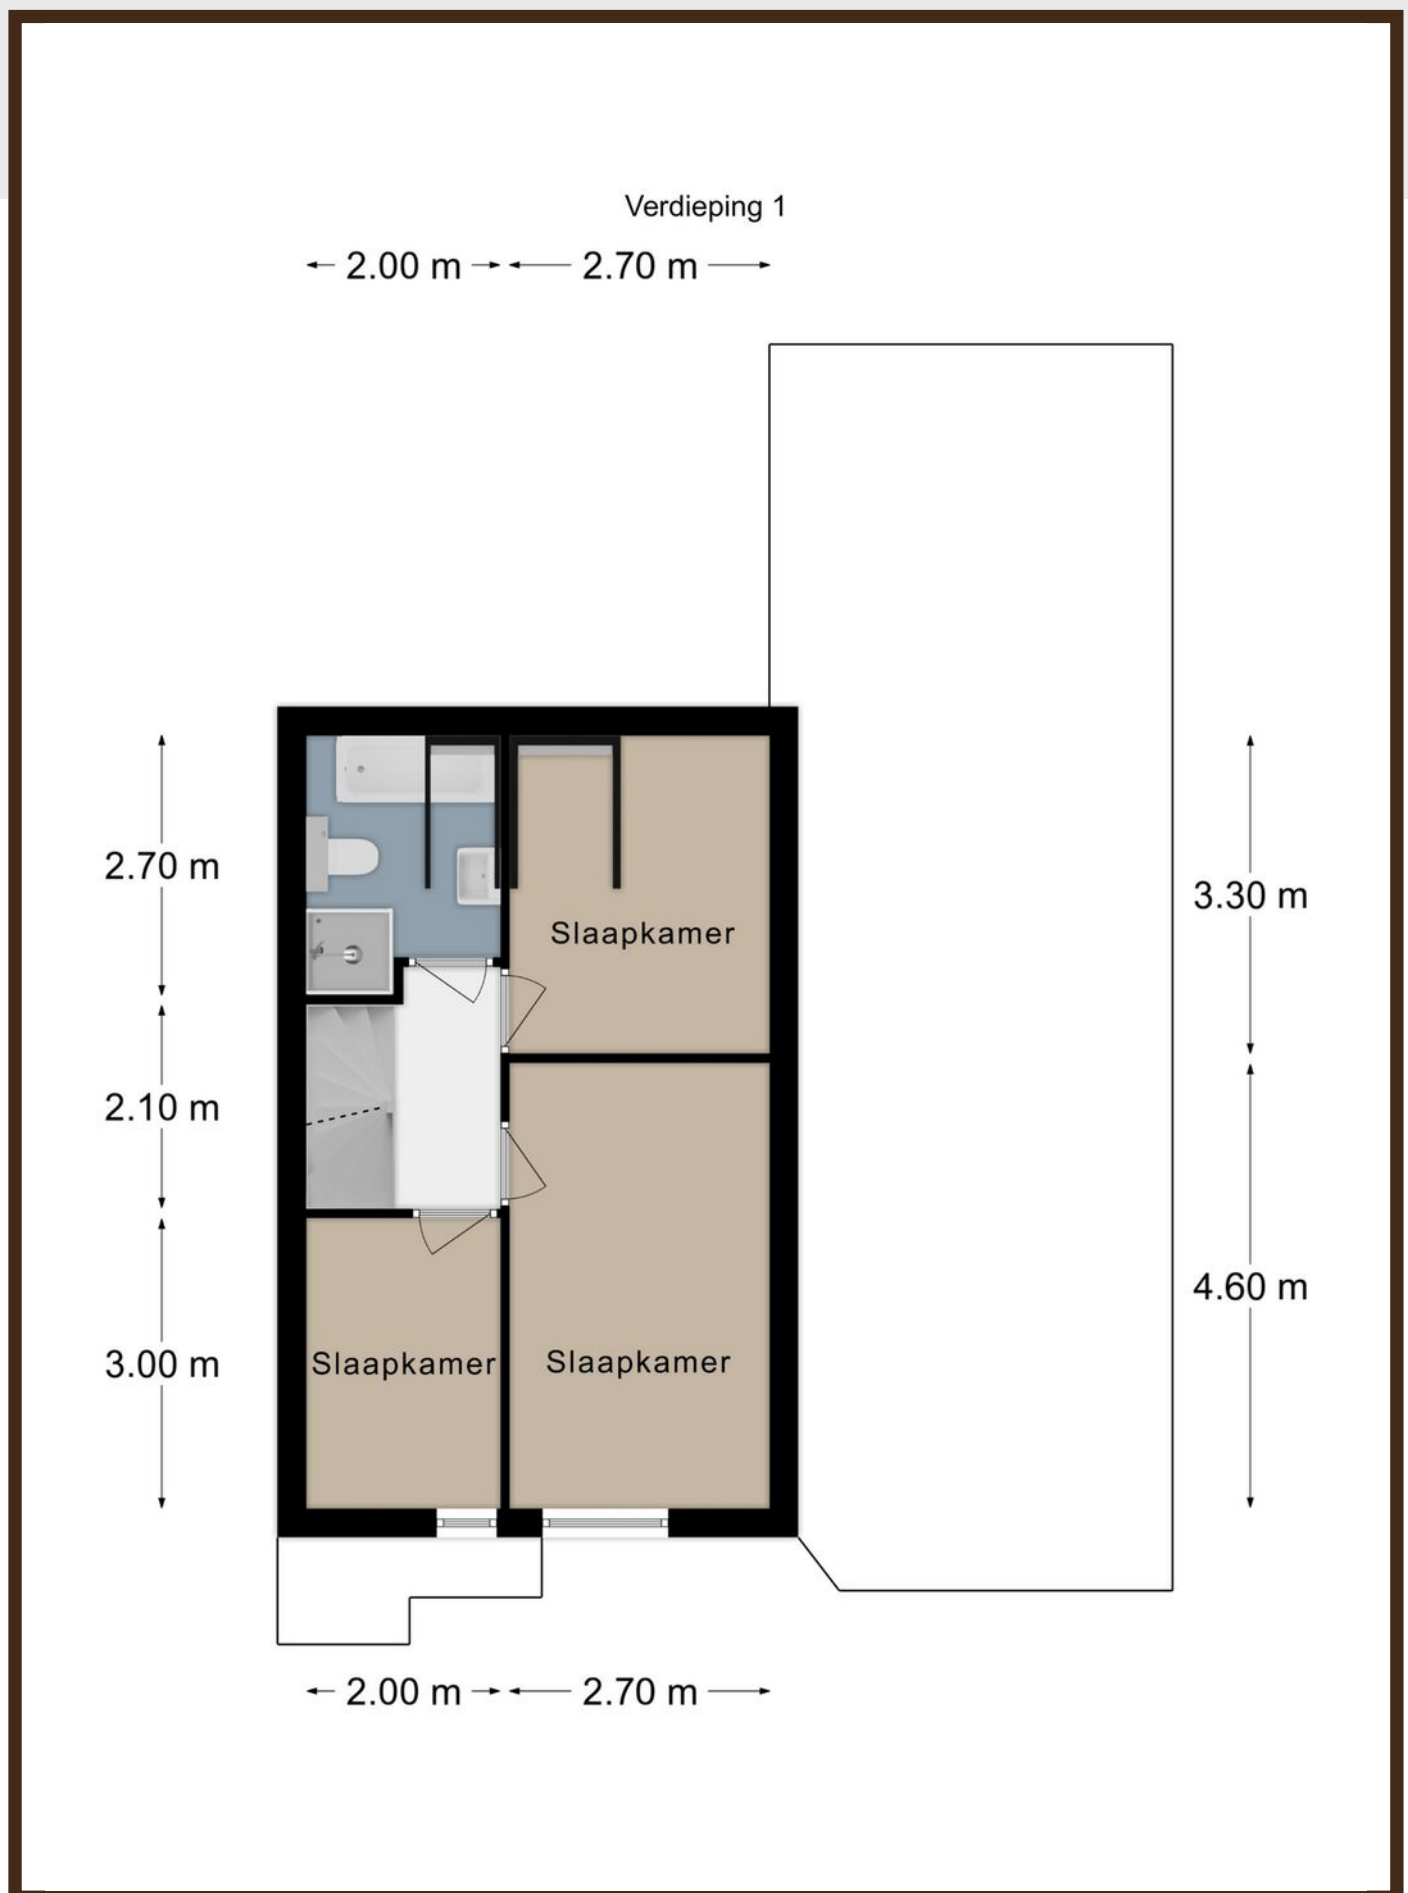 Verdieping 1
2.00 m 2.70 m
2.70 m
3.30 m
Slaapkamer
2.10 m
4.60 m
3.00 m
Slaapkamer Slaapkamer
2.00 m 2.70 m